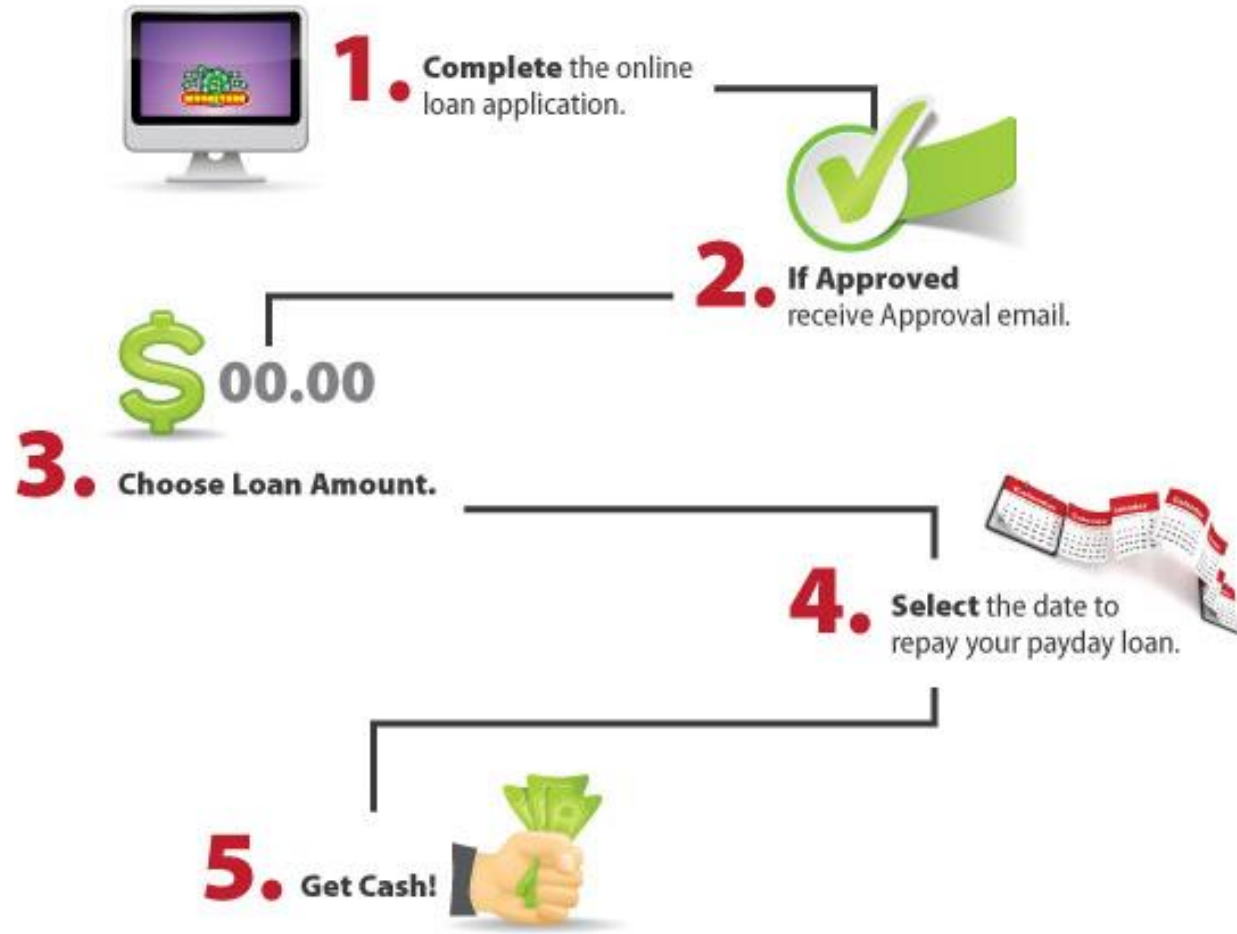 1. Complete the online
loan application.
2. If Approved
receive Approval email.
$ 00.00
3. Choose Loan Amount.
4. Select the date to
repay your payday loan.
5. Get Cash!